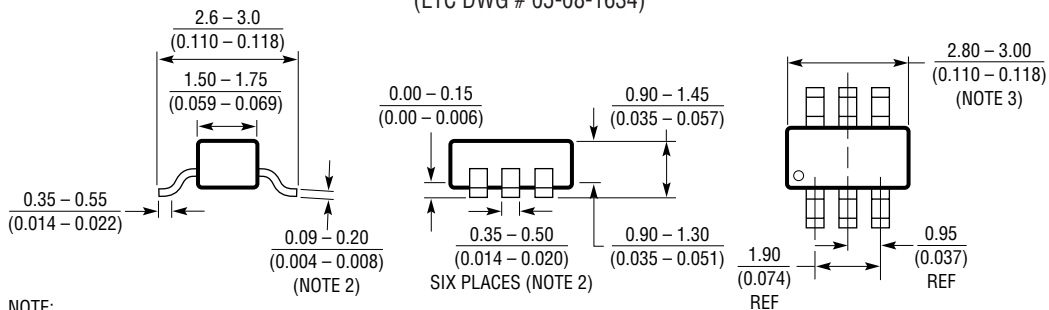 (LTC DWG # 05-08-1634)
2.6 – 3.0
(0.110 – 0.118)
1.50 – 1.75
(0.059 – 0.069)
0.35 – 0.55
(0.014 – 0.022)
0.09 – 0.20
(0.004 – 0.008)
(NOTE 2)
0.00 – 0.15
(0.00 – 0.006)
0.90 – 1.45
(0.035 – 0.057)
0.35 – 0.50
(0.014 – 0.020)
SIX PLACES (NOTE 2)
0.90 – 1.30
(0.035 – 0.051)
2.80 – 3.00
(0.110 – 0.118)
(NOTE 3)
1.90
(0.074)
REF
0.95
(0.037)
REF
NOTE: